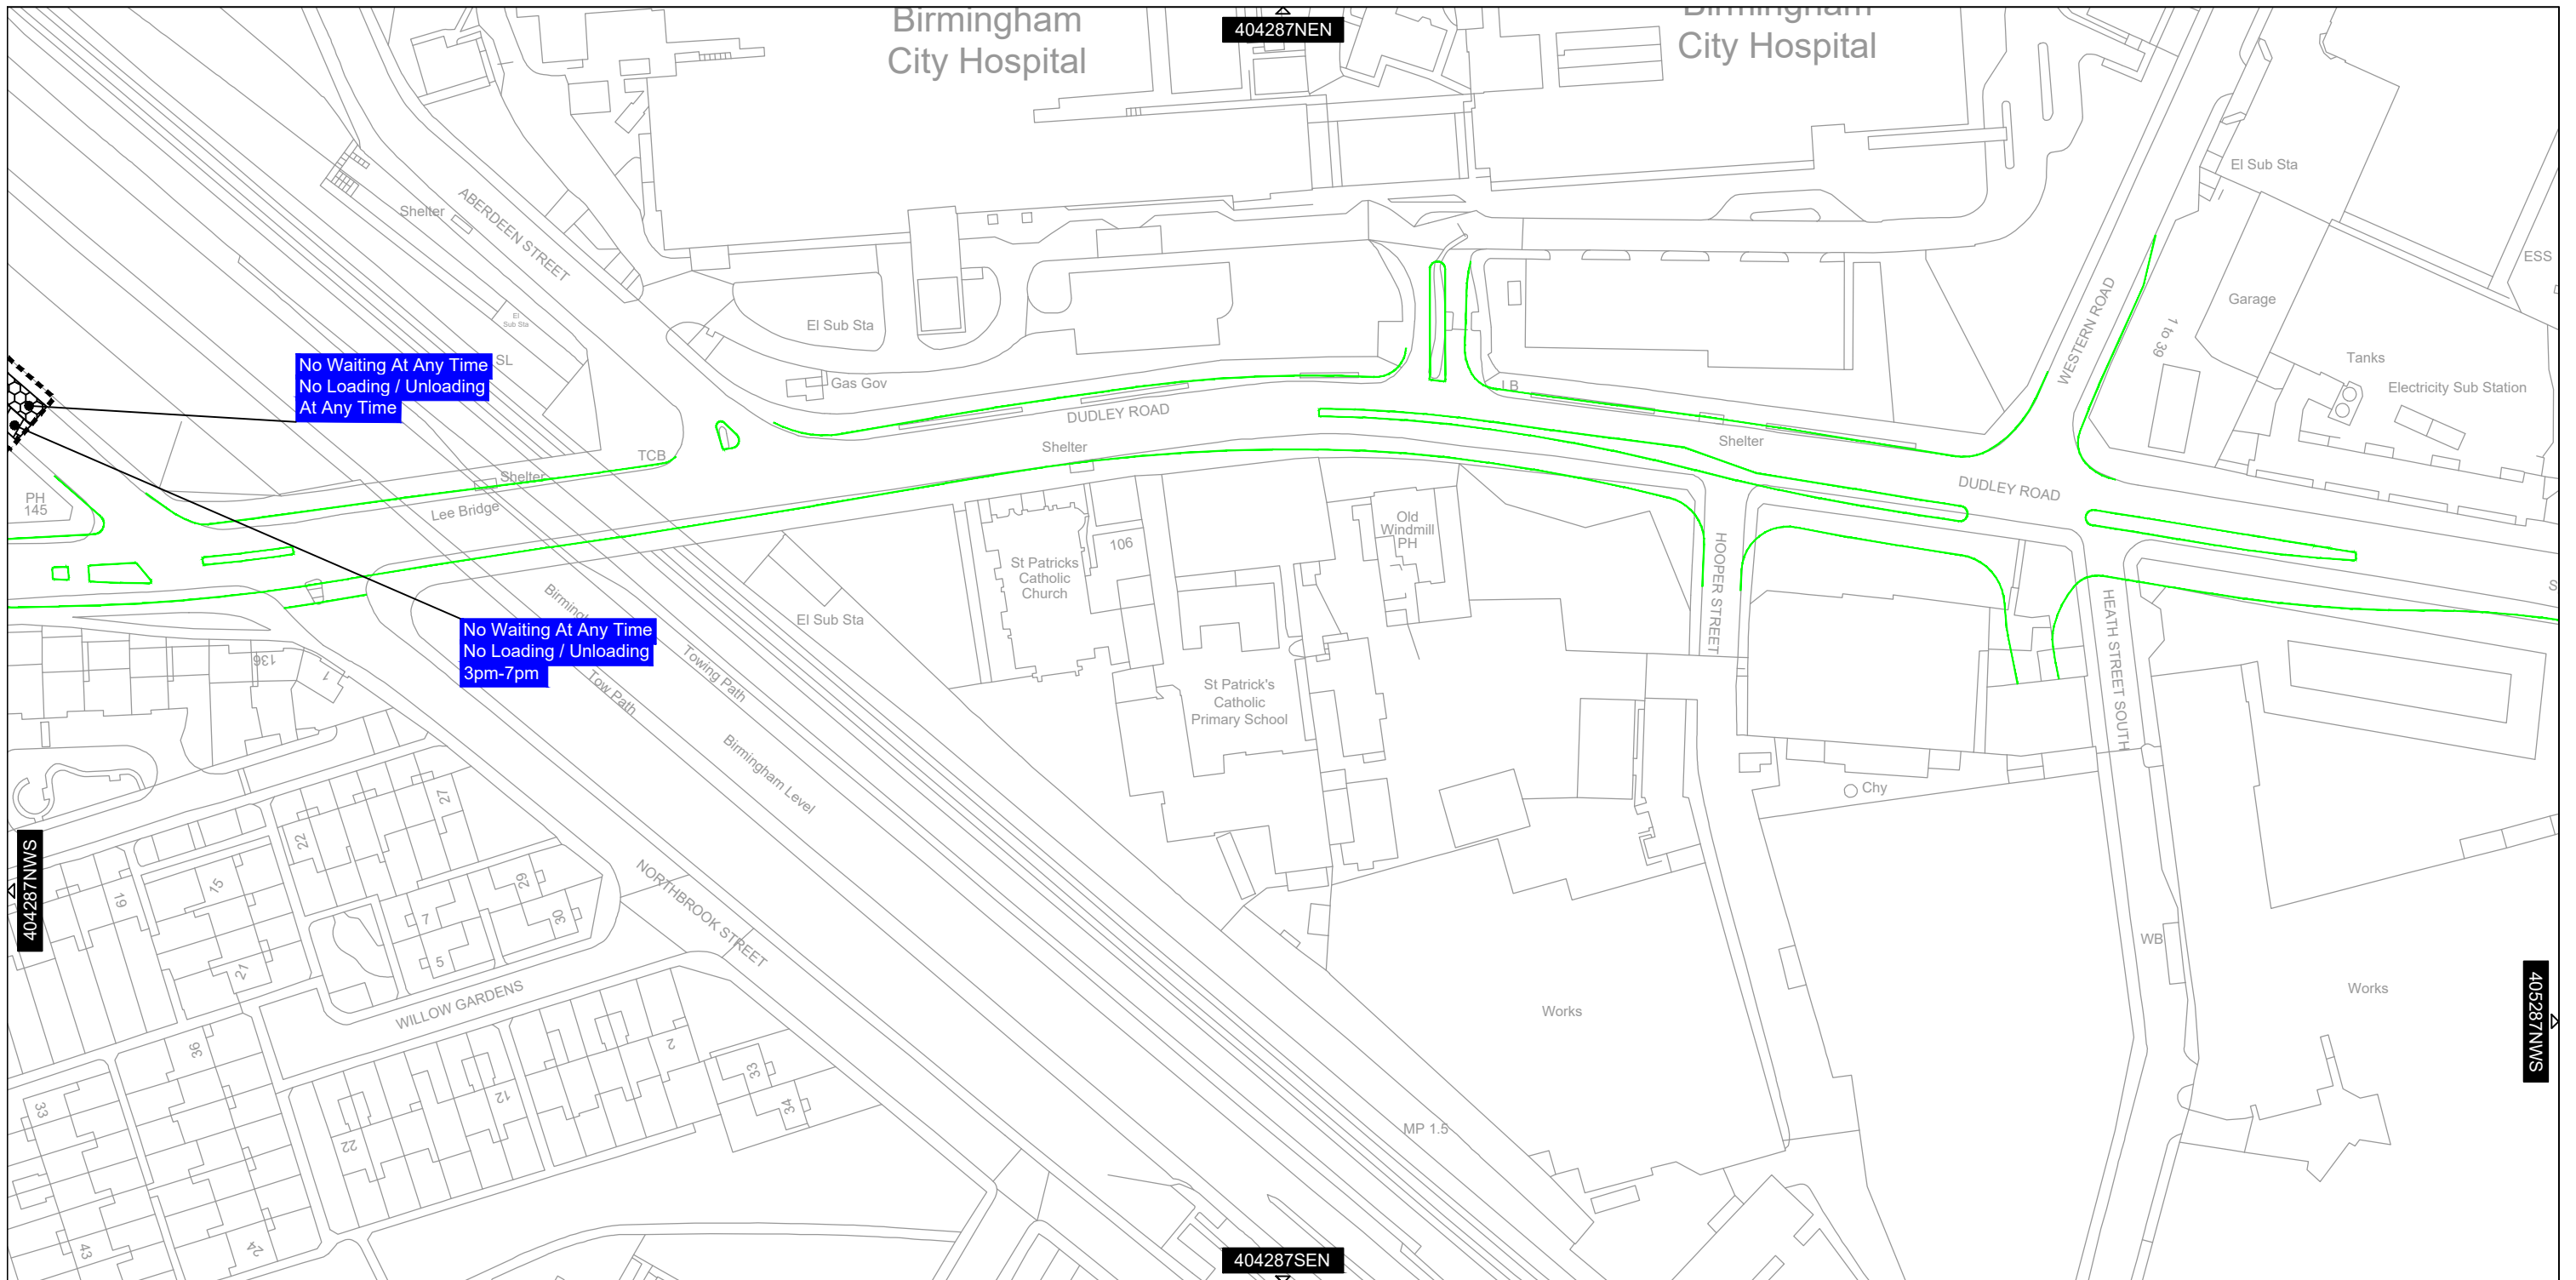 Birmingham
City Hospital
404287NEN
Birmingham
City Hospital
El Sub Sta
ABERDEEN STREET
Shelter
ESS
WESTERN ROAD
Garage
1 to 39
El
Sub Sta
El Sub Sta
SL
No Waiting At Any Time
No Loading / Unloading
At Any Time
Gas Gov
LB
Tanks
Electricity Sub Station
DUDLEY ROAD
Shelter
Shelter
TCB
Shelter
Lee Bridge
DUDLEY ROAD
PH
145
Old
Windmill
PH
106
St Patricks
Catholic
Church
HOOPER STREET
HEATH STREET SOUTH
El Sub Sta
No Waiting At Any Time
No Loading / Unloading
3pm-7pm
136
1
Towing Path
Tow Path
St Patrick's
Catholic
Primary School
Birmingham Level
Chy
27
22
404287NWS
19
15
29
7
30
5
21
NORTHBROOK STREET
WB
WILLOW GARDENS
Works
Works
405287NWS
36
2
33
34
12
33
22
MP 1.5
43
24
404287SEN